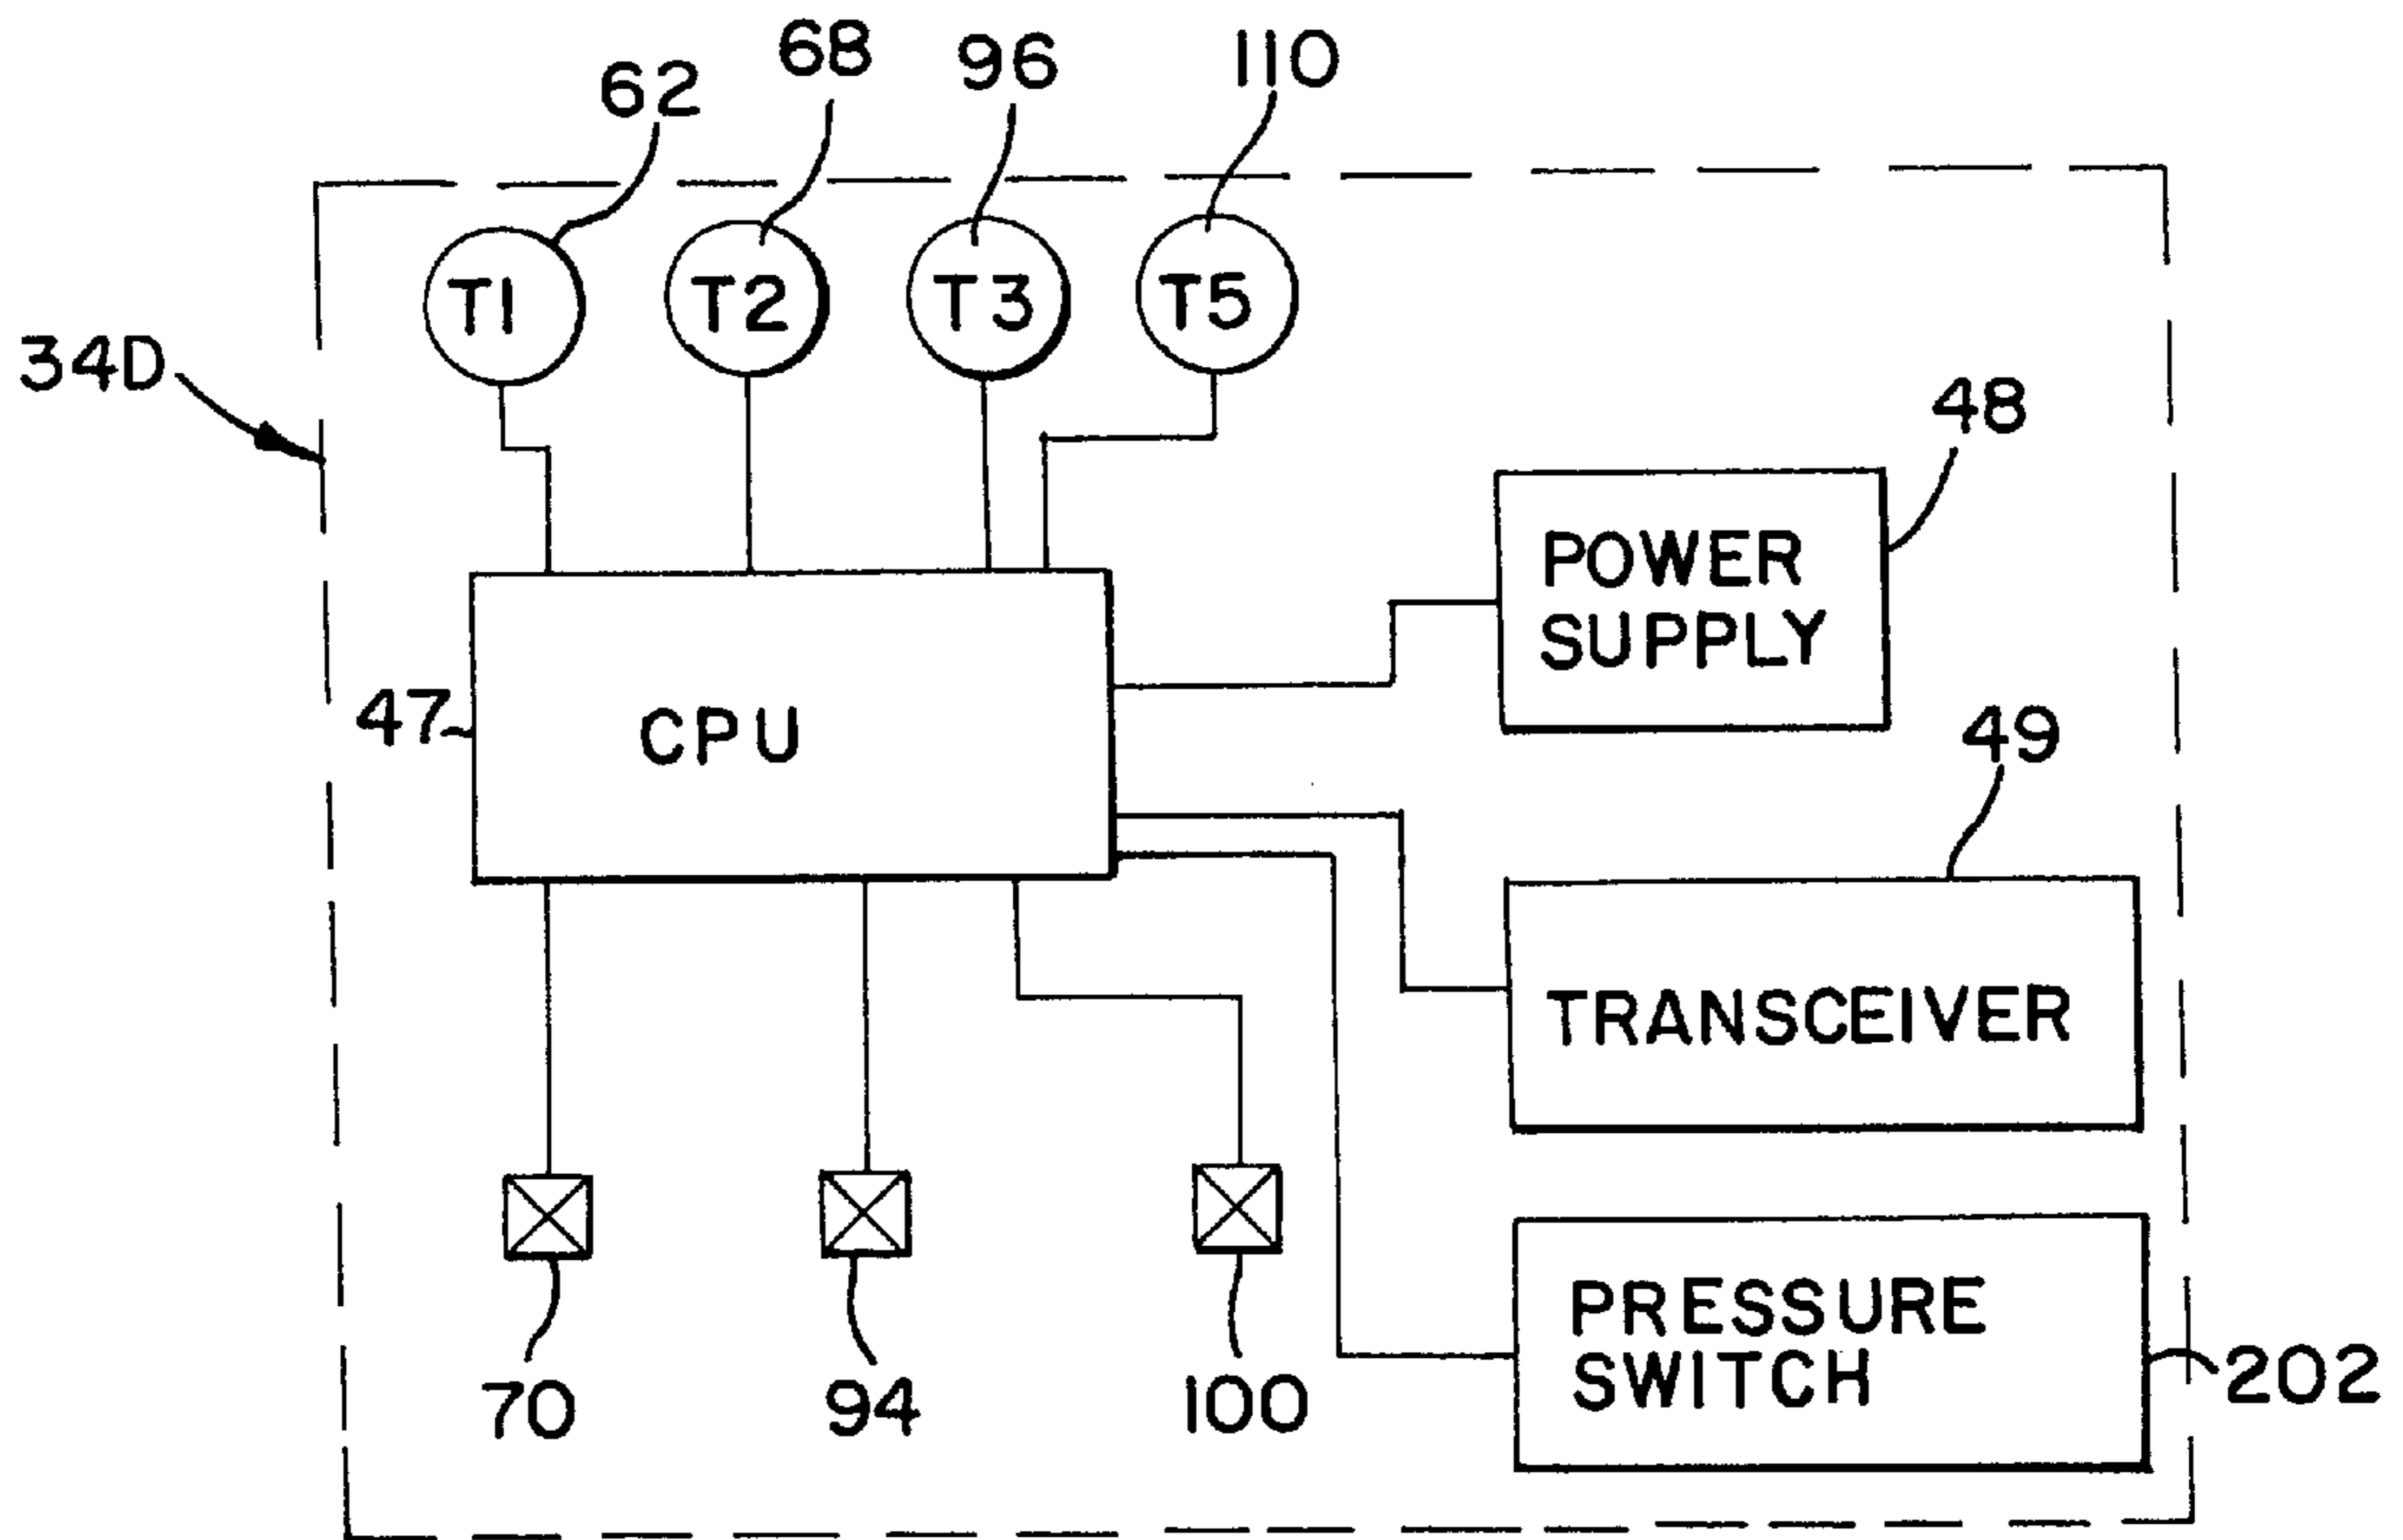 62
68
96
110
T1
T2
T3
T5
34D
48
POWER
SUPPLY
47
CPU
49
TRANSCEIVER
PRESSURE
SWITCH
202
70
94
100